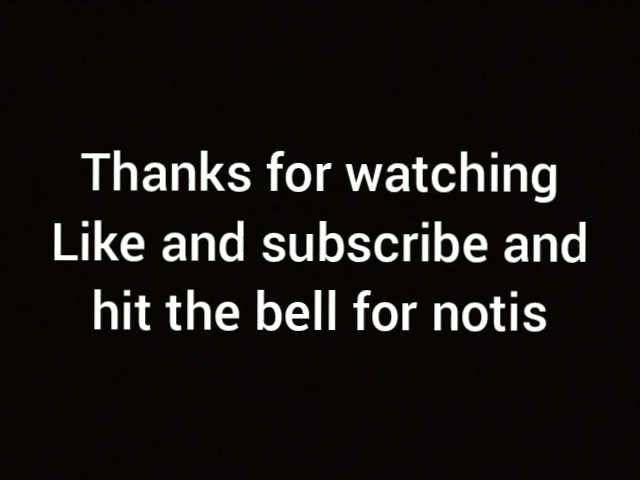 Thanks for watching
Like and subscribe and
hit the bell for notis